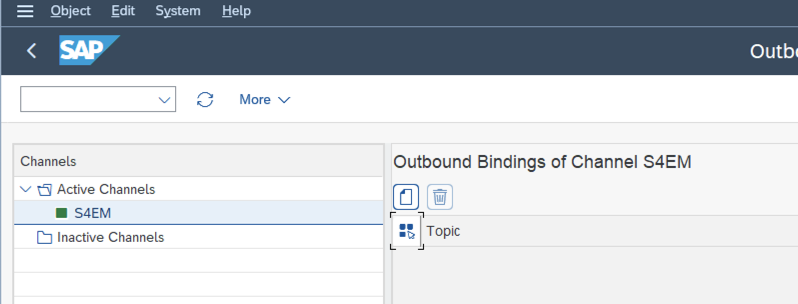 Object Edit System Help
SAP Outbo
More
Channels
Outbound Bindings of Channel S4EM
Active Channels
S4EM
Topic
Inactive Channels